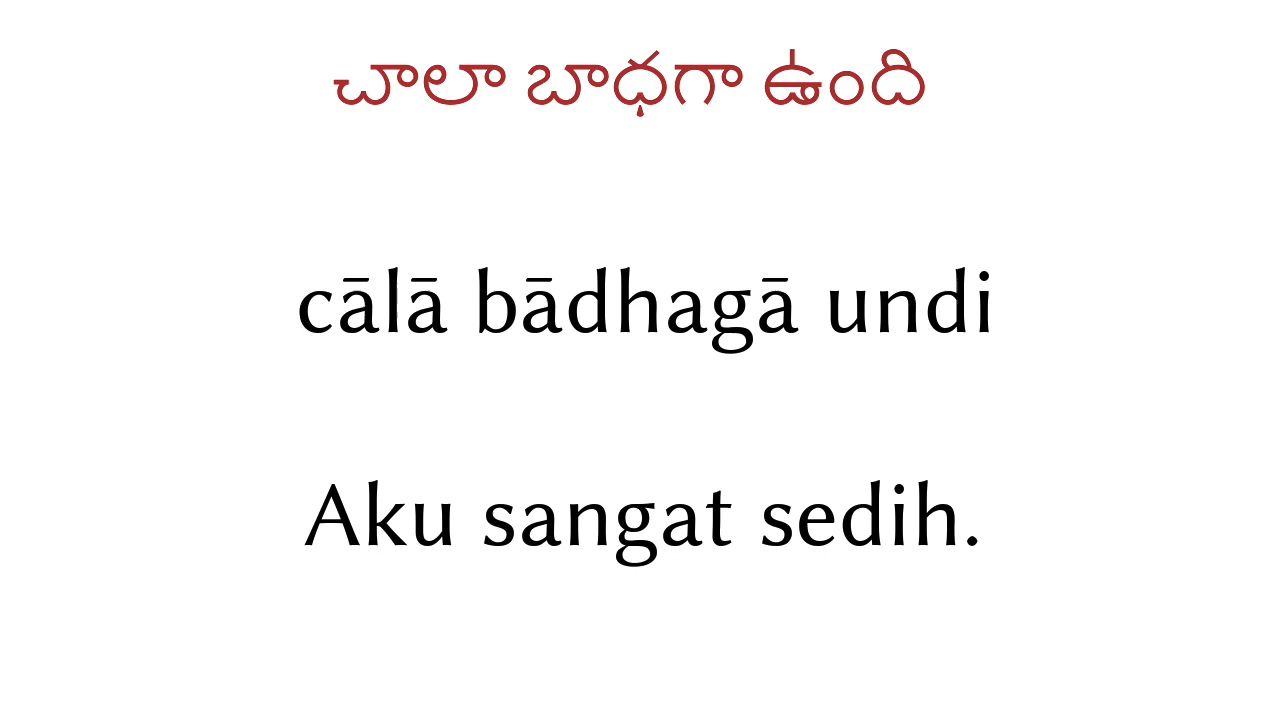 చాలా బాధగా ఉంది
cālā bādhagā undi
Aku sangat sedih.